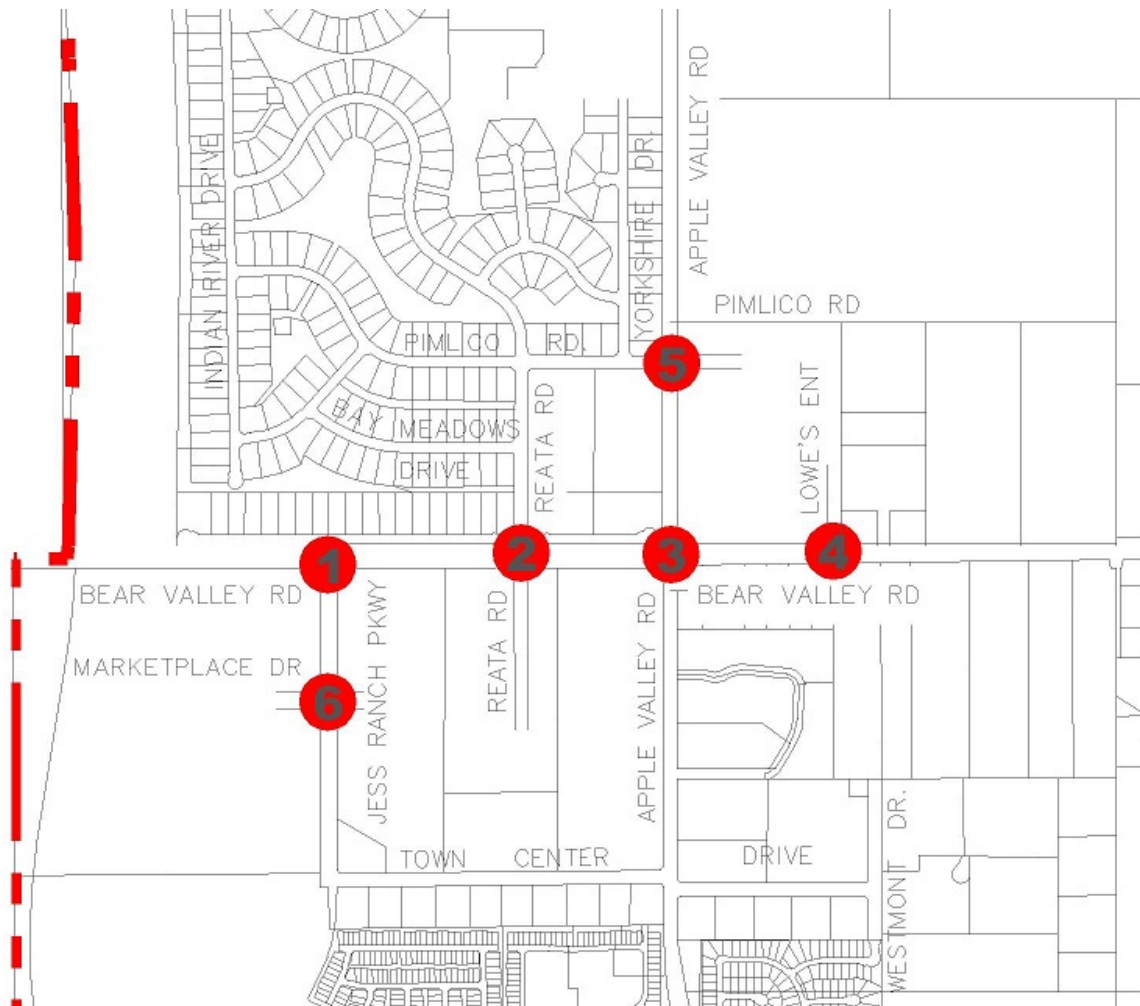 APPLE VALLEY RD
INDIAN RIVER DRIVE
YORKSHIRE DR.
PIMLICO RD
PIMLICO RD.
5
LOWE'S ENT
BAY MEADOWS
DRIVE
REATA RD
1
2
3
4
BEAR VALLEY RD
BEAR VALLEY RD
JESS RANCH PKWY
REATA RD
APPLE VALLEY RD
MARKETPLACE DR
6
TOWN CENTER DRIVE
WESTMONT DR.